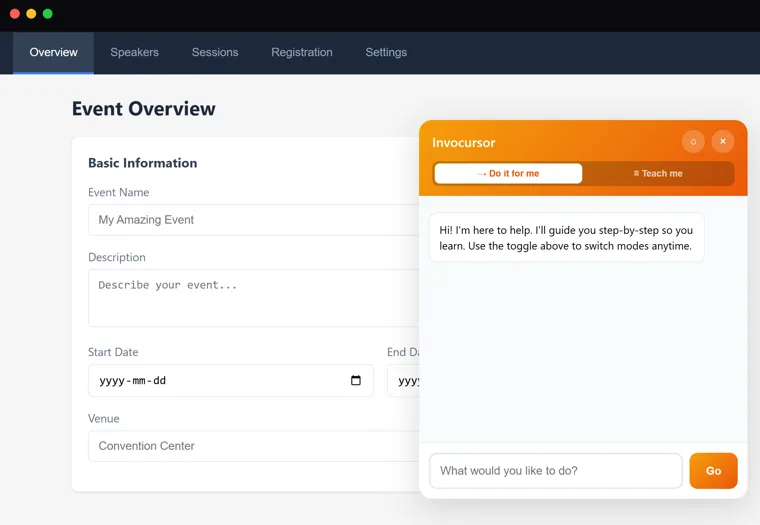 Overview
Speakers
Sessions
Registration
Settings
Event Overview
Basic Information
Event Name
My Amazing Event
Description
Describe your event...
Start Date
End Da
yyyy-mm-dd
yyyy
Venue
Convention Center
Invocursor
○ ×
→ Do it for me
≡ Teach me
Hi! I'm here to help. I'll guide you step-by-step so you
learn. Use the toggle above to switch modes anytime.
What would you like to do?
Go